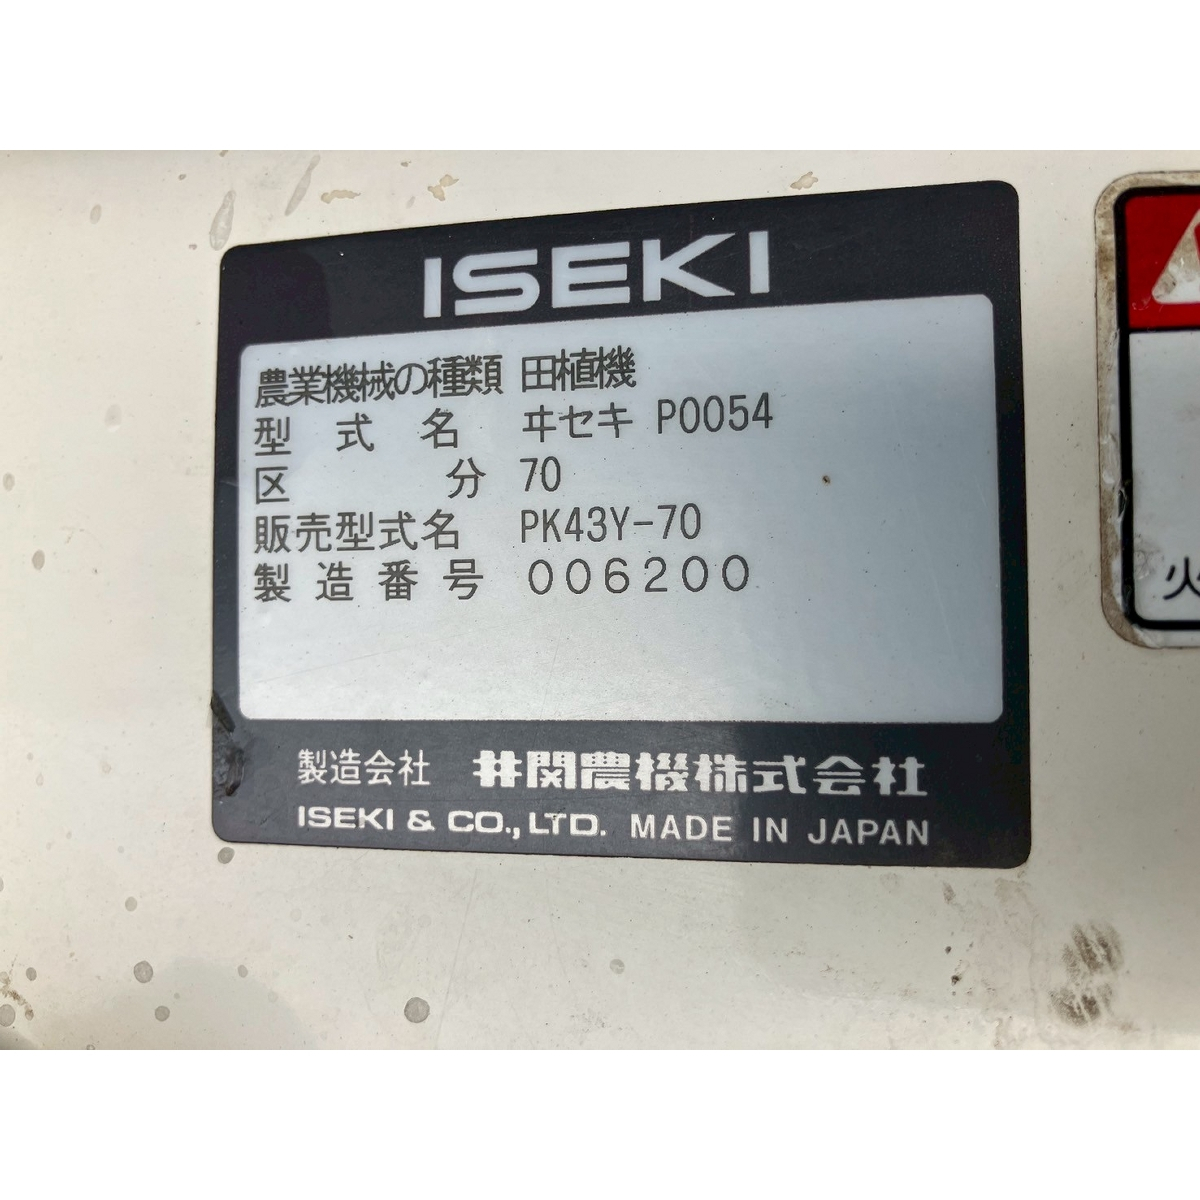 ISEKI
農業機械の種類 田植機
型式名 ヰセキ P0054
区分 70
販売型式名 PK43Y-70
製造番号 006200
製造会社 井関農機株式会社
ISEKI & CO., LTD. MADE IN JAPAN
火